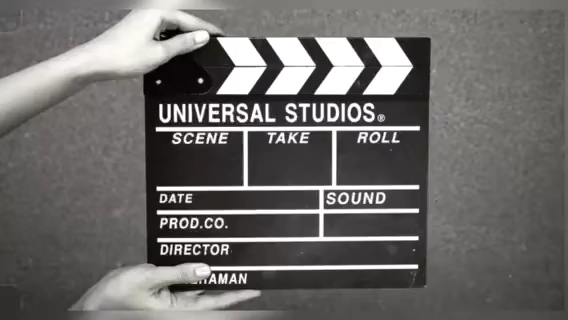 UNIVERSAL STUDIOS®
SCENE TAKE ROLL
DATE SOUND
PROD.CO.
DIRECTOR